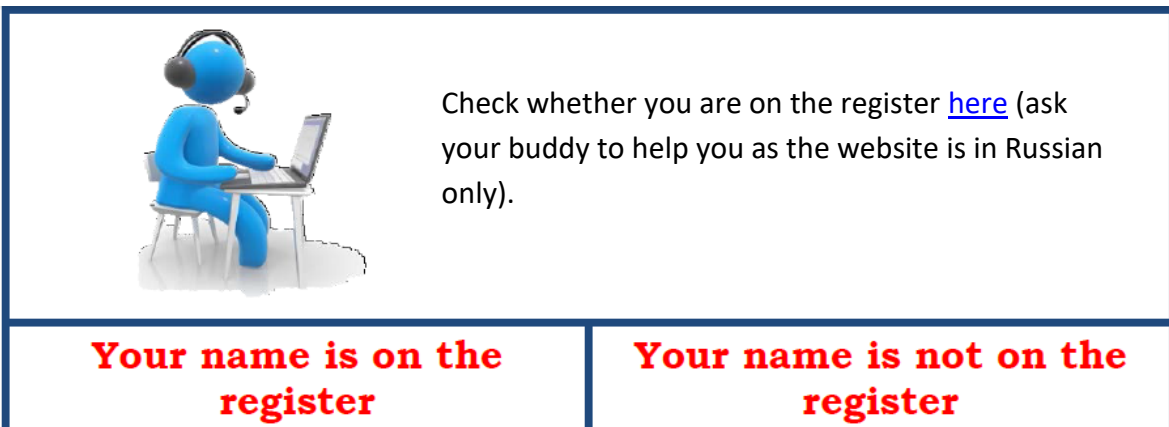 Check whether you are on the register here (ask
your buddy to help you as the website is in Russian
only).
Your name is on the
register
Your name is not on the
register